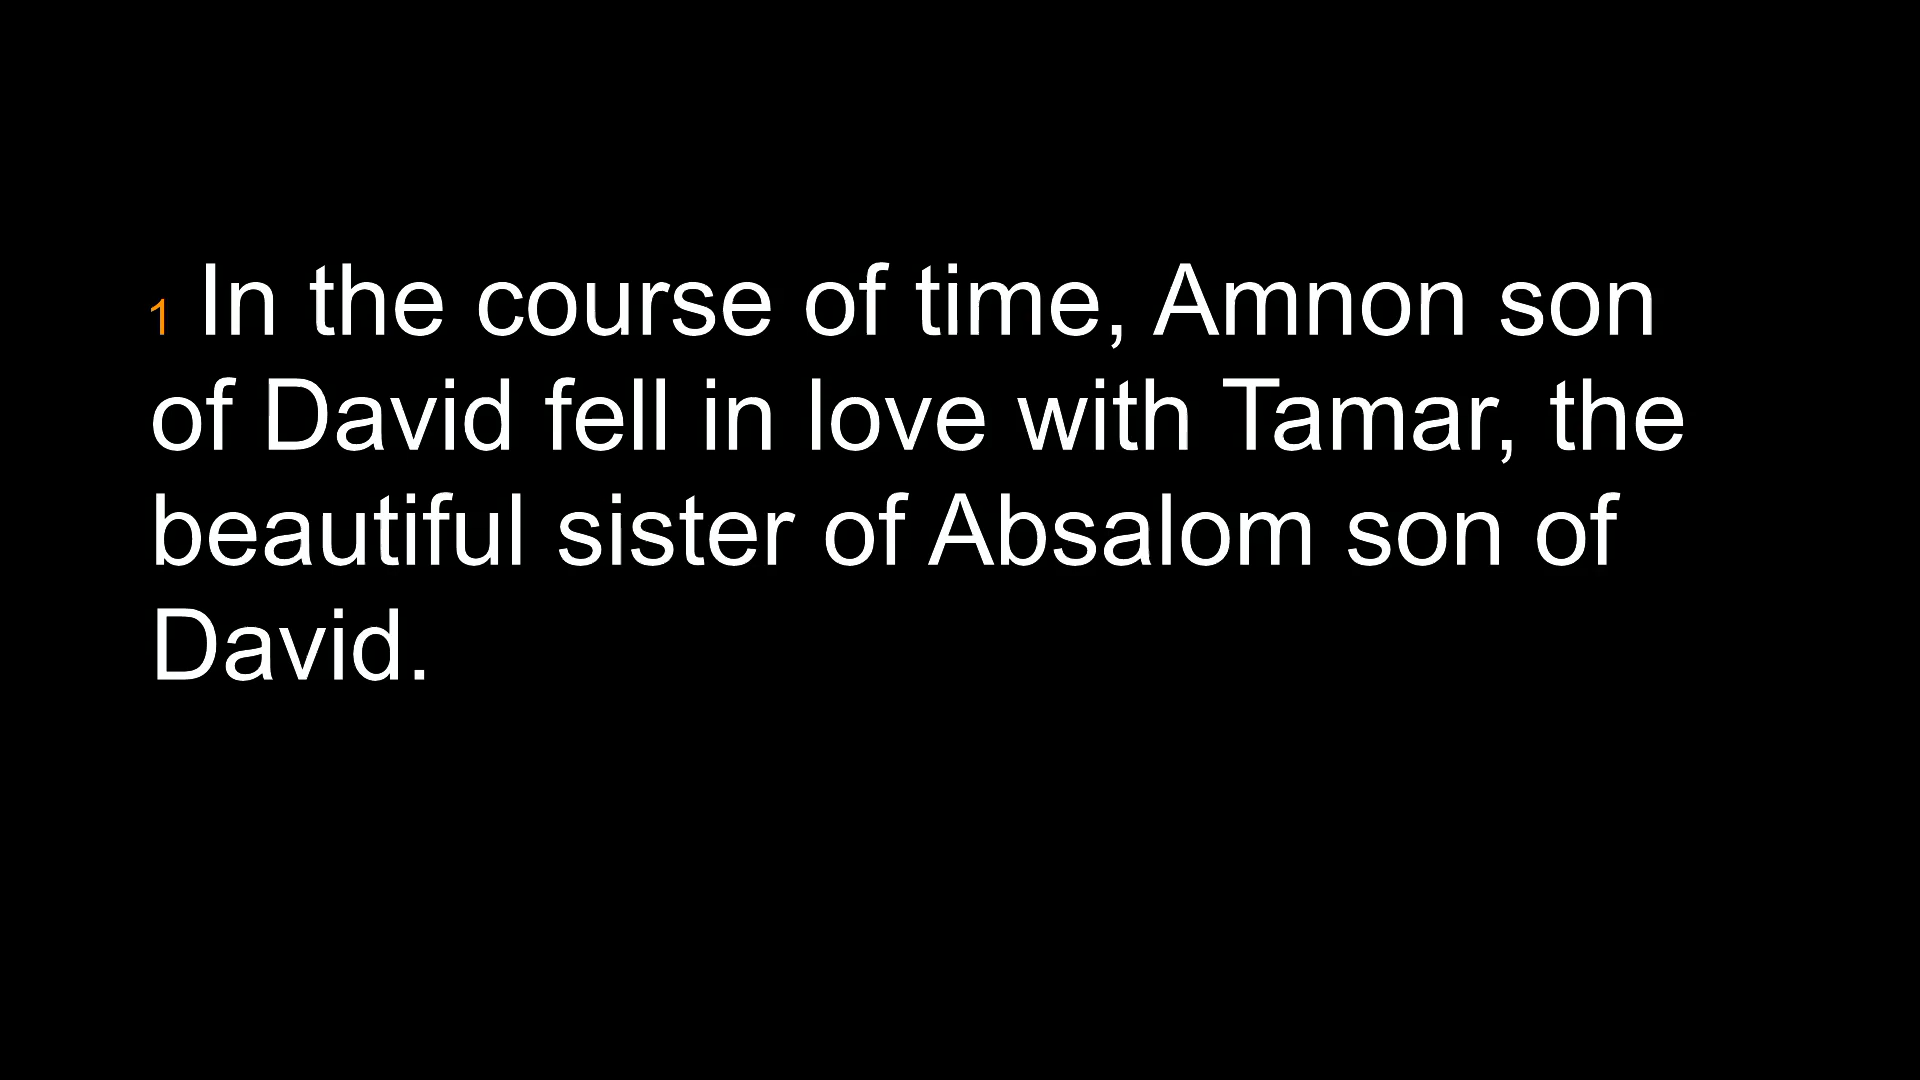 1 In the course of time, Amnon son
of David fell in love with Tamar, the
beautiful sister of Absalom son of
David.